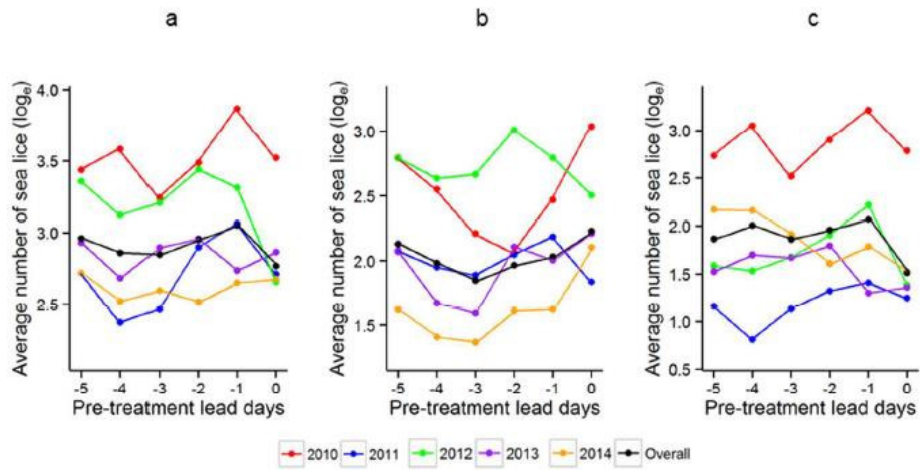 a
b
c
Average number of sea lice (logₑ)
4.0
3.5
3.0
2.5
-5 -4 -3 -2 -1 0
Pre-treatment lead days
Average number of sea lice (logₑ)
3.0
2.5
2.0
1.5
-5 -4 -3 -2 -1 0
Pre-treatment lead days
Average number of sea lice (logₑ)
3.0
2.5
2.0
1.5
1.0
0.5
-5 -4 -3 -2 -1 0
Pre-treatment lead days
2010 2011 2012 2013 2014 Overall